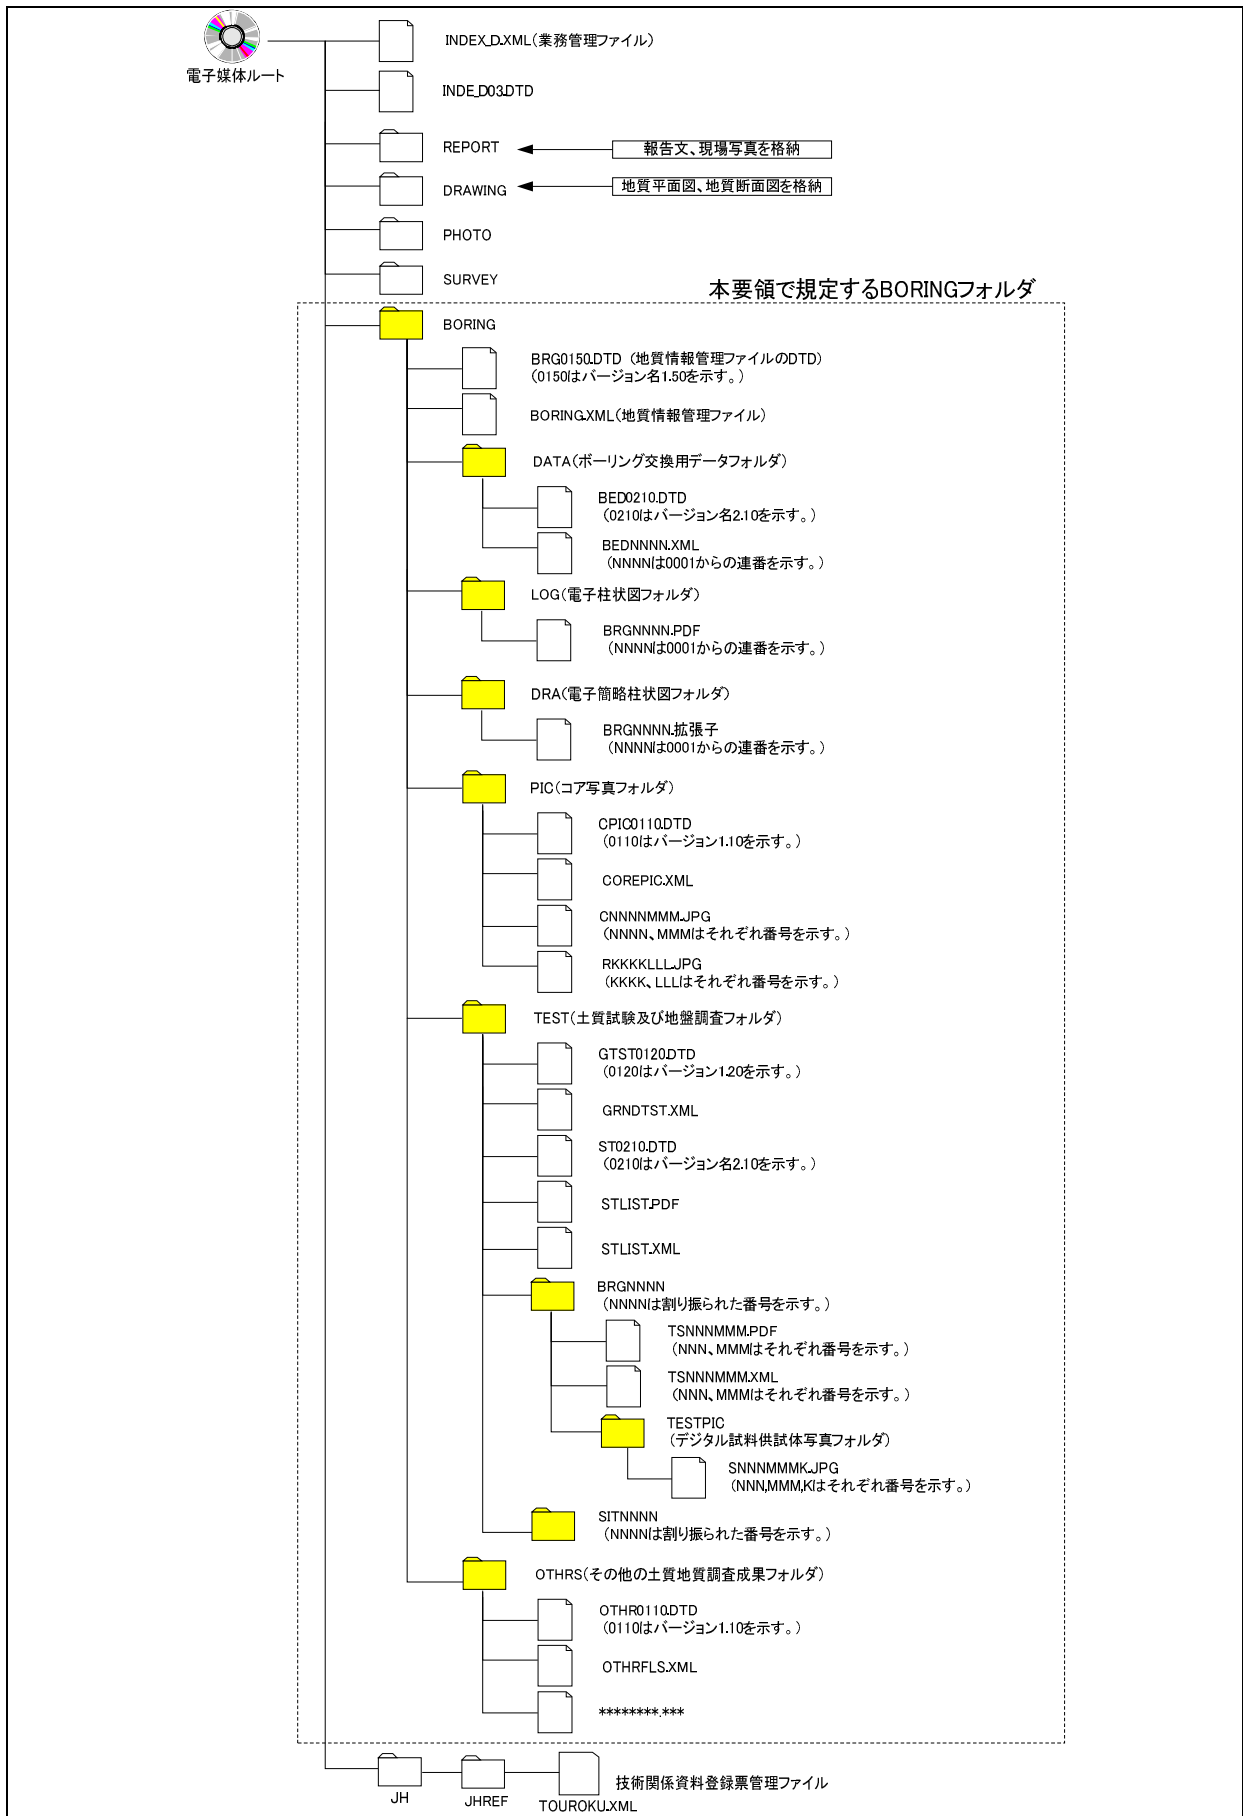 電子媒体ルート
INDEX_D.XML(業務管理ファイル)
INDE_D03.DTD
REPORT
報告文、現場写真を格納
DRAWING
地質平面図、地質断面図を格納
PHOTO
SURVEY
本要領で規定するBORINGフォルダ
BORING
BRG0150.DTD (地質情報管理ファイルのDTD)
(0150はバージョン名1.50を示す。)
BORING.XML(地質情報管理ファイル)
DATA(ボーリング交換用データフォルダ)
BED0210.DTD
(0210はバージョン名2.10を示す。)
BEDNNNN.XML
(NNNNは0001からの連番を示す。)
LOG(電子柱状図フォルダ)
BRGNNNN.PDF
(NNNNは0001からの連番を示す。)
DRA(電子簡略柱状図フォルダ)
BRGNNNN.拡張子
(NNNNは0001からの連番を示す。)
PIC(コア写真フォルダ)
CPIC0110.DTD
(0110はバージョン1.10を示す。)
COREPIC.XML
CNNNNMMM.JPG
(NNNN、MMMはそれぞれ番号を示す。)
RKKKKLLL.JPG
(KKKK、LLLはそれぞれ番号を示す。)
TEST(土質試験及び地盤調査フォルダ)
GTST0120.DTD
(0120はバージョン1.20を示す。)
GRNDTST.XML
ST0210.DTD
(0210はバージョン名2.10を示す。)
STLIST.PDF
STLIST.XML
BRGNNNN
(NNNNは割り振られた番号を示す。)
TSNNNMMM.PDF
(NNN、MMMはそれぞれ番号を示す。)
TSNNNMMM.XML
(NNN、MMMはそれぞれ番号を示す。)
TESTPIC
(デジタル試料供試体写真フォルダ)
SNNNMMMK.JPG
(NNN,MMM,Kはそれぞれ番号を示す。)
SITNNNN
(NNNNは割り振られた番号を示す。)
OTHRS(その他の土質地質調査成果フォルダ)
OTHR0110.DTD
(0110はバージョン1.10を示す。)
OTHRFLS.XML
********.***
JH
JHREF
TOUROKU.XML
技術関係資料登録票管理ファイル